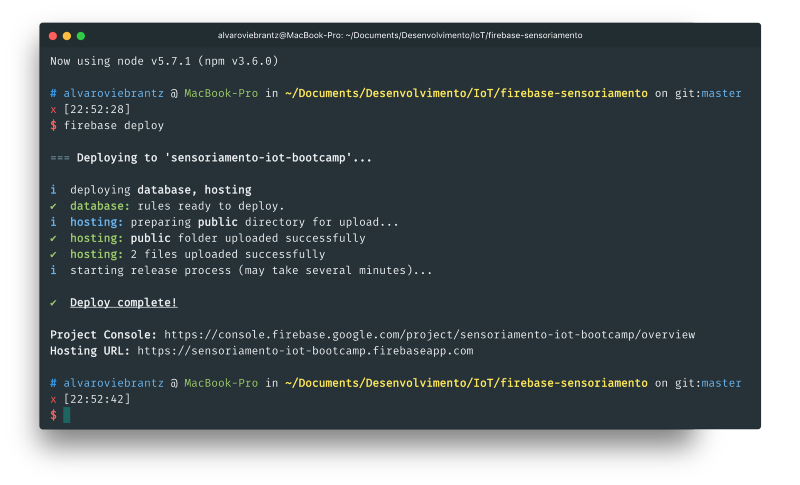 alvaroviebrantz@MacBook-Pro: ~/Documents/Desenvolvimento/IoT/firebase-sensoriamento
Now using node v5.7.1 (npm v3.6.0)
# alvaroviebrantz @ MacBook-Pro in ~/Documents/Desenvolvimento/IoT/firebase-sensoriamento on git:master
x [22:52:28]
$ firebase deploy
=== Deploying to 'sensoriamento-iot-bootcamp'...
i deploying database, hosting
✔ database: rules ready to deploy.
i hosting: preparing public directory for upload...
✔ hosting: public folder uploaded successfully
✔ hosting: 2 files uploaded successfully
i starting release process (may take several minutes)...
✔ Deploy complete!
Project Console: https://console.firebase.google.com/project/sensoriamento-iot-bootcamp/overview
Hosting URL: https://sensoriamento-iot-bootcamp.firebaseapp.com
# alvaroviebrantz @ MacBook-Pro in ~/Documents/Desenvolvimento/IoT/firebase-sensoriamento on git:master
x [22:52:42]
$